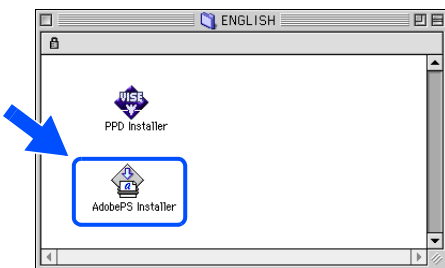 ENGLISH
VISE
PPD Installer
a
AdobePS Installer